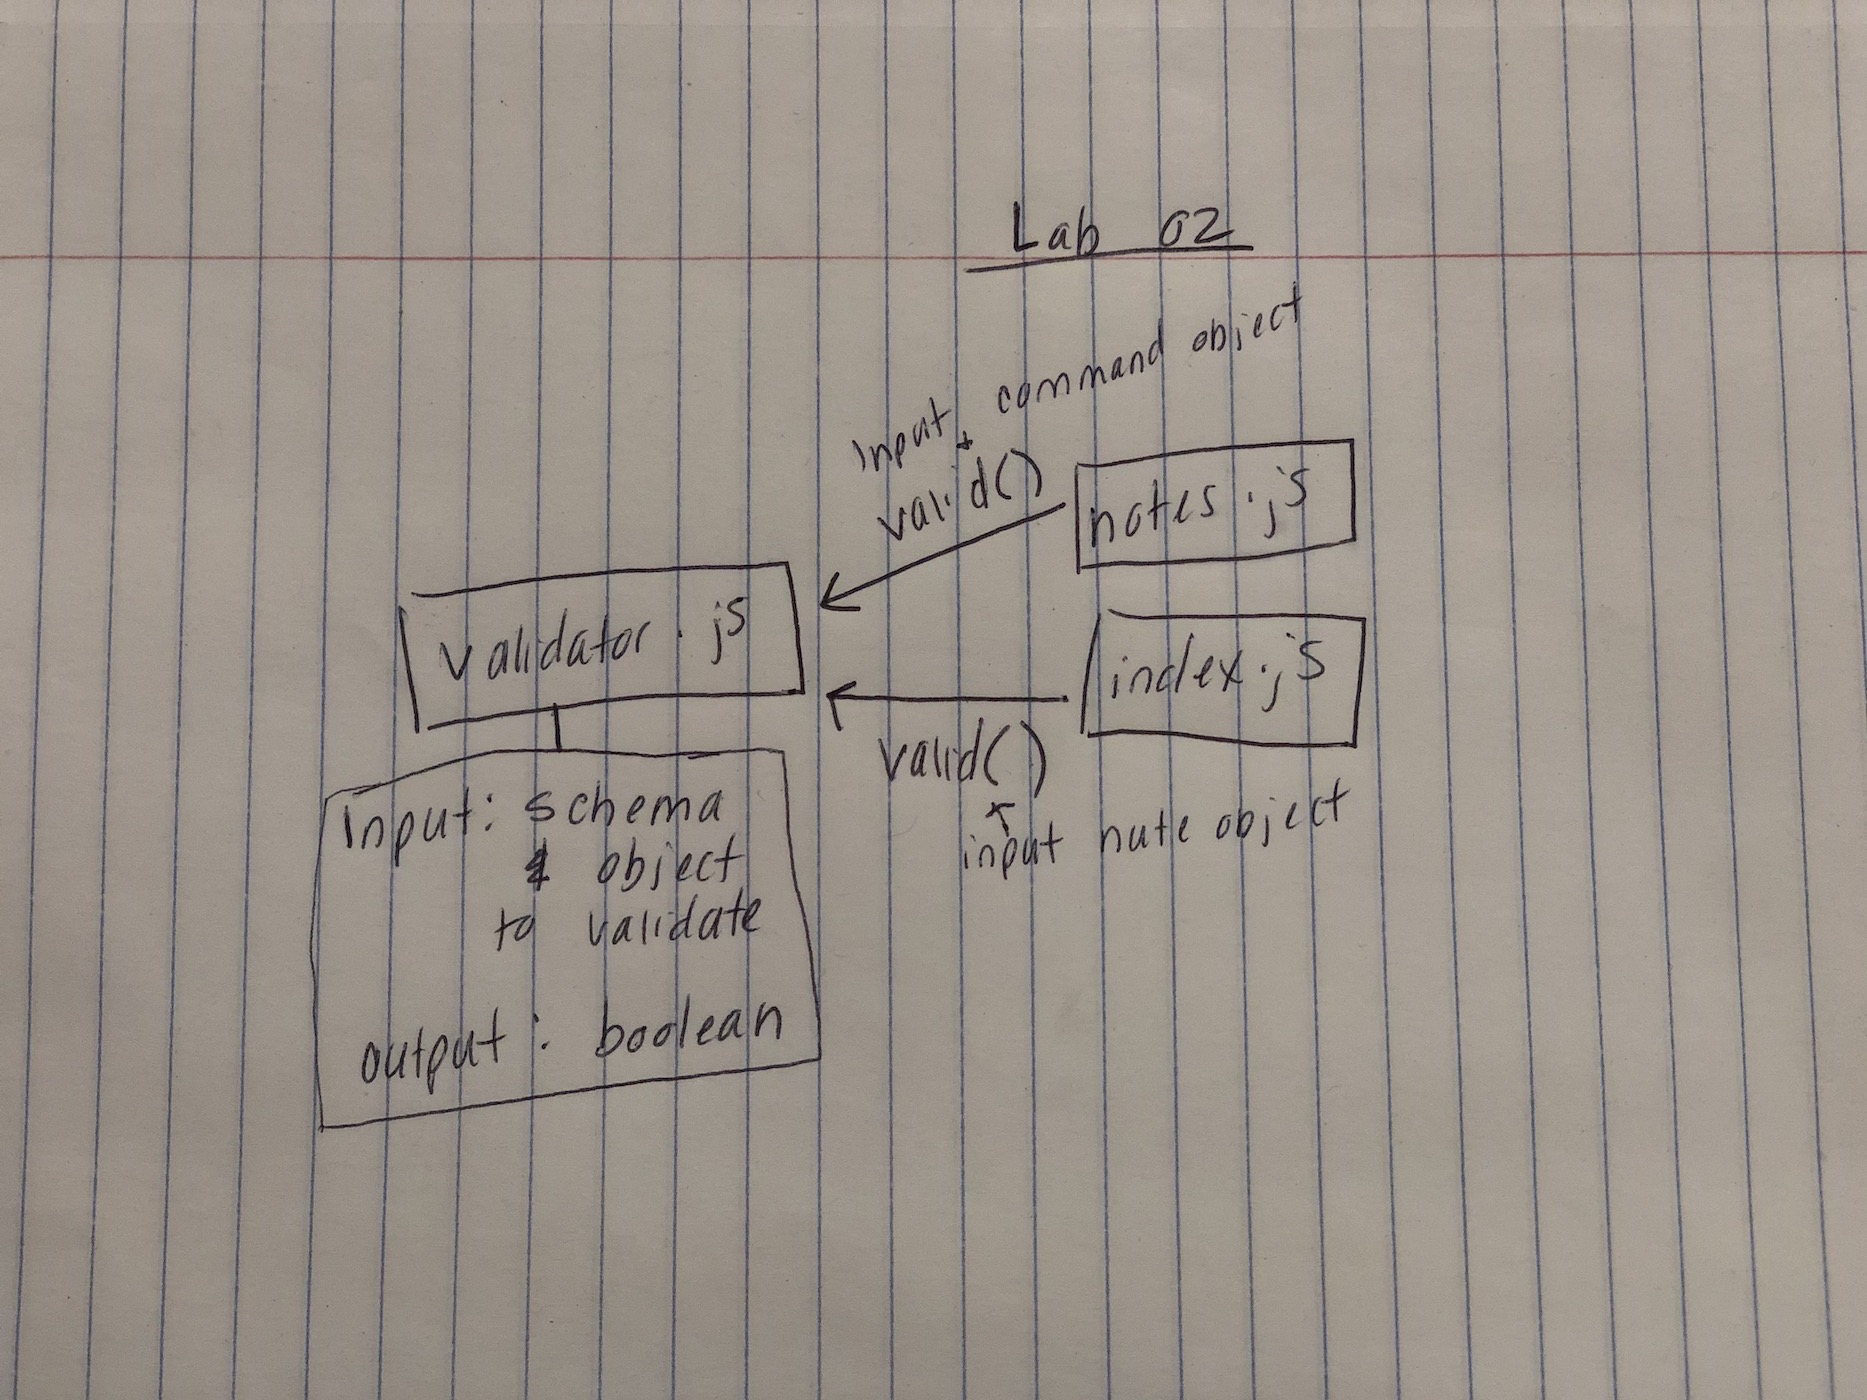 Lab 02
Input command object
valid()
notes.js
validator.js
index.js
valid()
input note object
Input: schema
& object
to validate
output: boolean